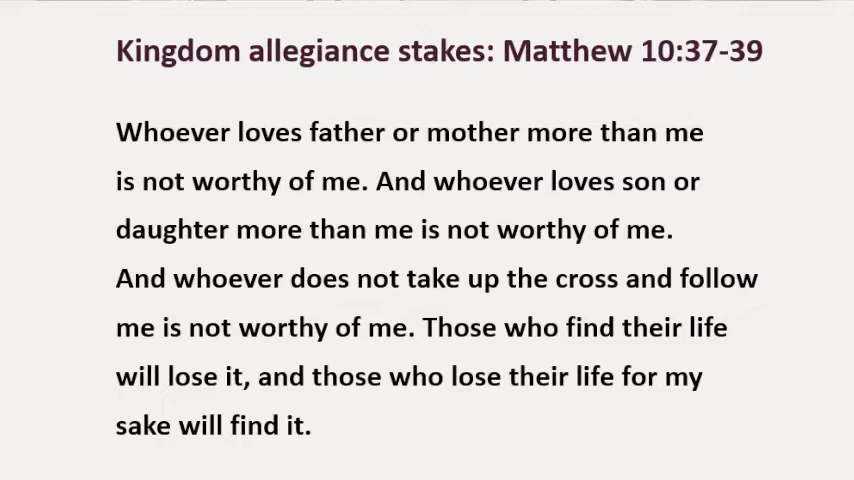 Kingdom allegiance stakes: Matthew 10:37-39
Whoever loves father or mother more than me
is not worthy of me. And whoever loves son or
daughter more than me is not worthy of me.
And whoever does not take up the cross and follow
me is not worthy of me. Those who find their life
will lose it, and those who lose their life for my
sake will find it.